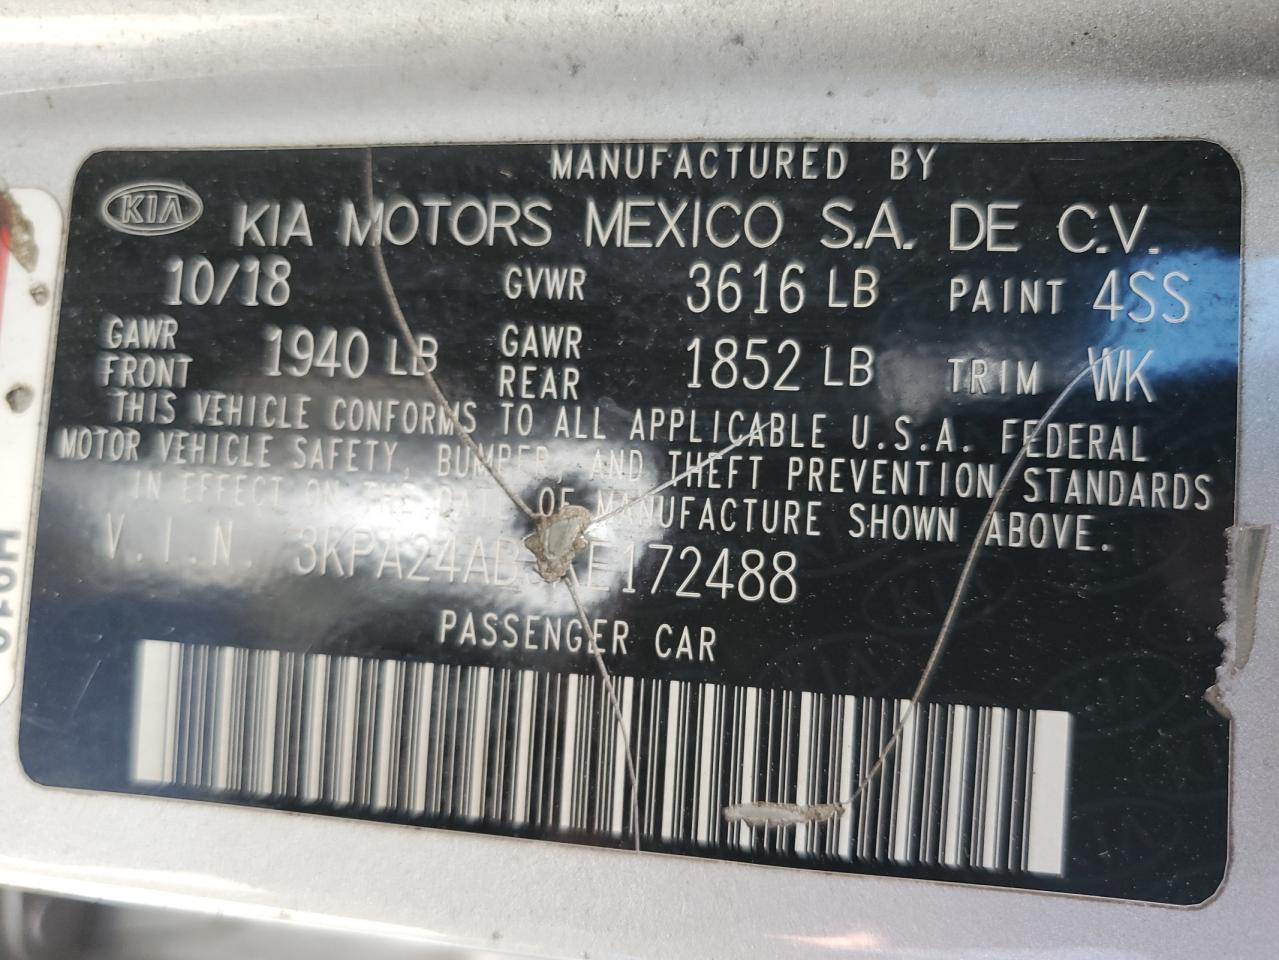 MANUFACTURED BY
KIA KIA MOTORS MEXICO S.A. DE C.V.
10/18 GVWR 3616 LB PAINT 4SS
GAWR FRONT 1940 LB GAWR REAR 1852 LB TRIM WK
THIS VEHICLE CONFORMS TO ALL APPLICABLE U.S.A. FEDERAL
MOTOR VEHICLE SAFETY, BUMPER, AND THEFT PREVENTION STANDARDS
IN EFFECT ON THE DATE OF MANUFACTURE SHOWN ABOVE.
V.I.N.
PASSENGER CAR